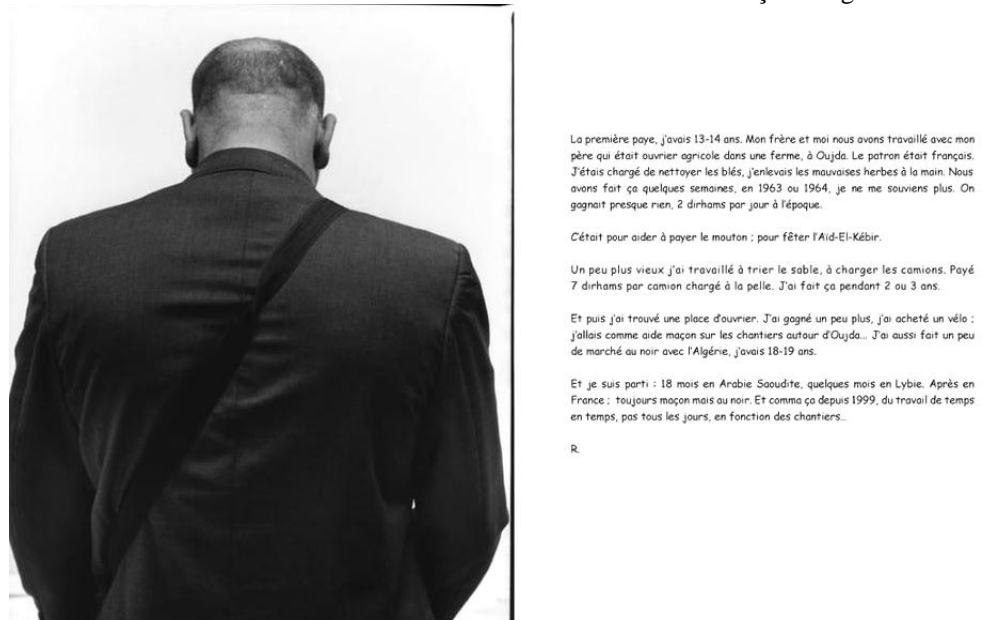 La première paye, j'avais 13-14 ans. Mon frère et moi nous avons travaillé avec mon
père qui était ouvrier agricole dans une ferme, à Oujda. Le patron était français.
J'étais chargé de nettoyer les blés, j'enlevais les mauvaises herbes à la main. Nous
avons fait ça quelques semaines, en 1963 ou 1964, je ne me souviens plus. On
gagnait presque rien, 2 dirhams par jour à l'époque.
C'était pour aider à payer le mouton ; pour fêter l'Aïd-El-Kébir.
Un peu plus vieux j'ai travaillé à trier le sable, à charger les camions. Payé
7 dirhams par camion chargé à la pelle. J'ai fait ça pendant 2 ou 3 ans.
Et puis j'ai trouvé une place d'ouvrier. J'ai gagné un peu plus, j'ai acheté un vélo ;
j'allais comme aide maçon sur les chantiers autour d'Oujda... J'ai aussi fait un peu
de marché au noir avec l'Algérie, j'avais 18-19 ans.
Et je suis parti : 18 mois en Arabie Saoudite, quelques mois en Lybie. Après en
France ; toujours maçon mais au noir. Et comma ça depuis 1999, du travail de temps
en temps, pas tous les jours, en fonction des chantiers...
R.